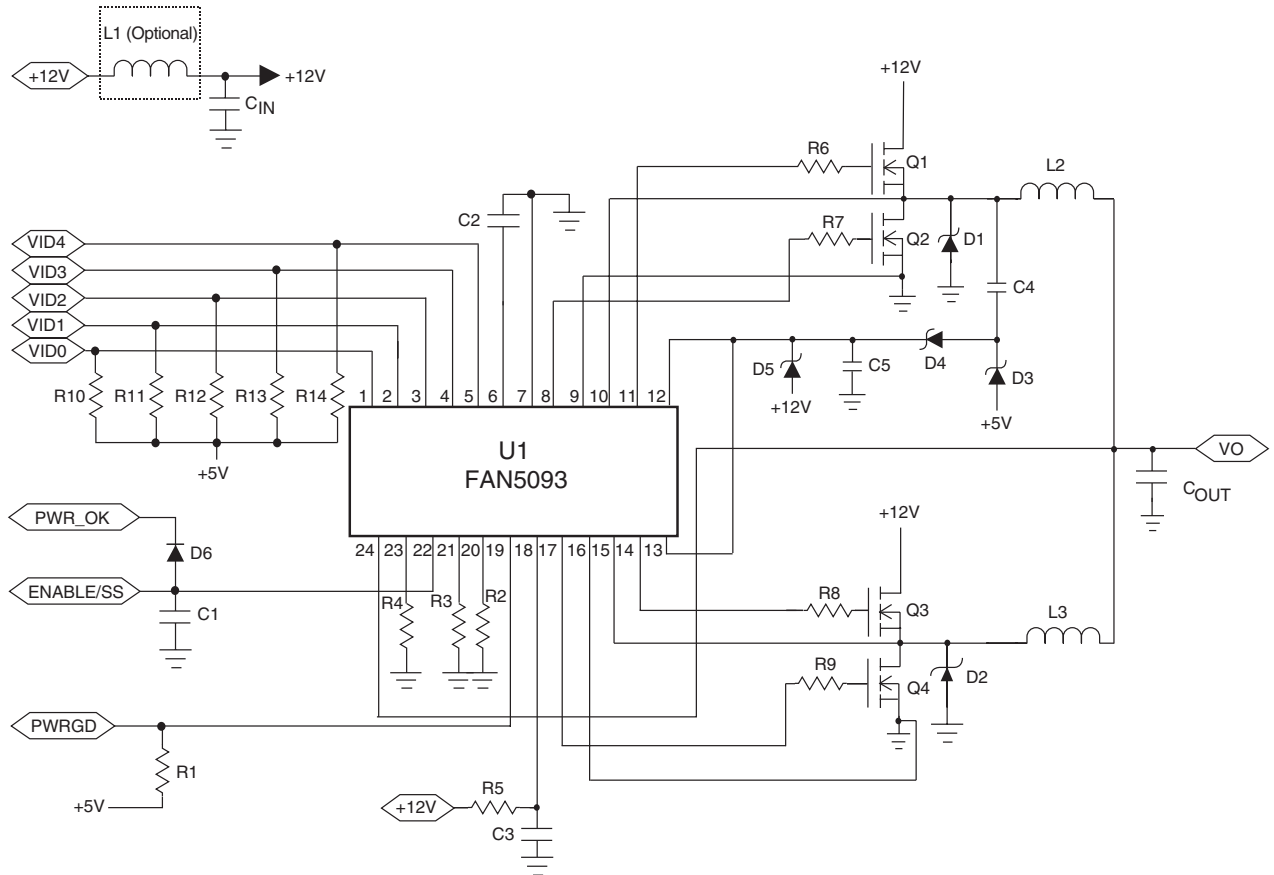 L1 (Optional)
+12V
+12V
CIN
+12V
R6
Q1
L2
C2
R7
Q2
D1
VID4
VID3
VID2
VID1
VID0
C4
D5
C5
D4
D3
+12V
+5V
R10
R11
R12
R13
R14
+5V
1
2
3
4
5
6
7
8
9
10
11
12
U1
FAN5093
VO
COUT
24
23
22
21
20
19
18
17
16
15
14
13
PWR_OK
D6
ENABLE/SS
C1
R4
R3
R2
+12V
R8
Q3
L3
R9
Q4
D2
PWRGD
R1
+5V
+12V
R5
C3